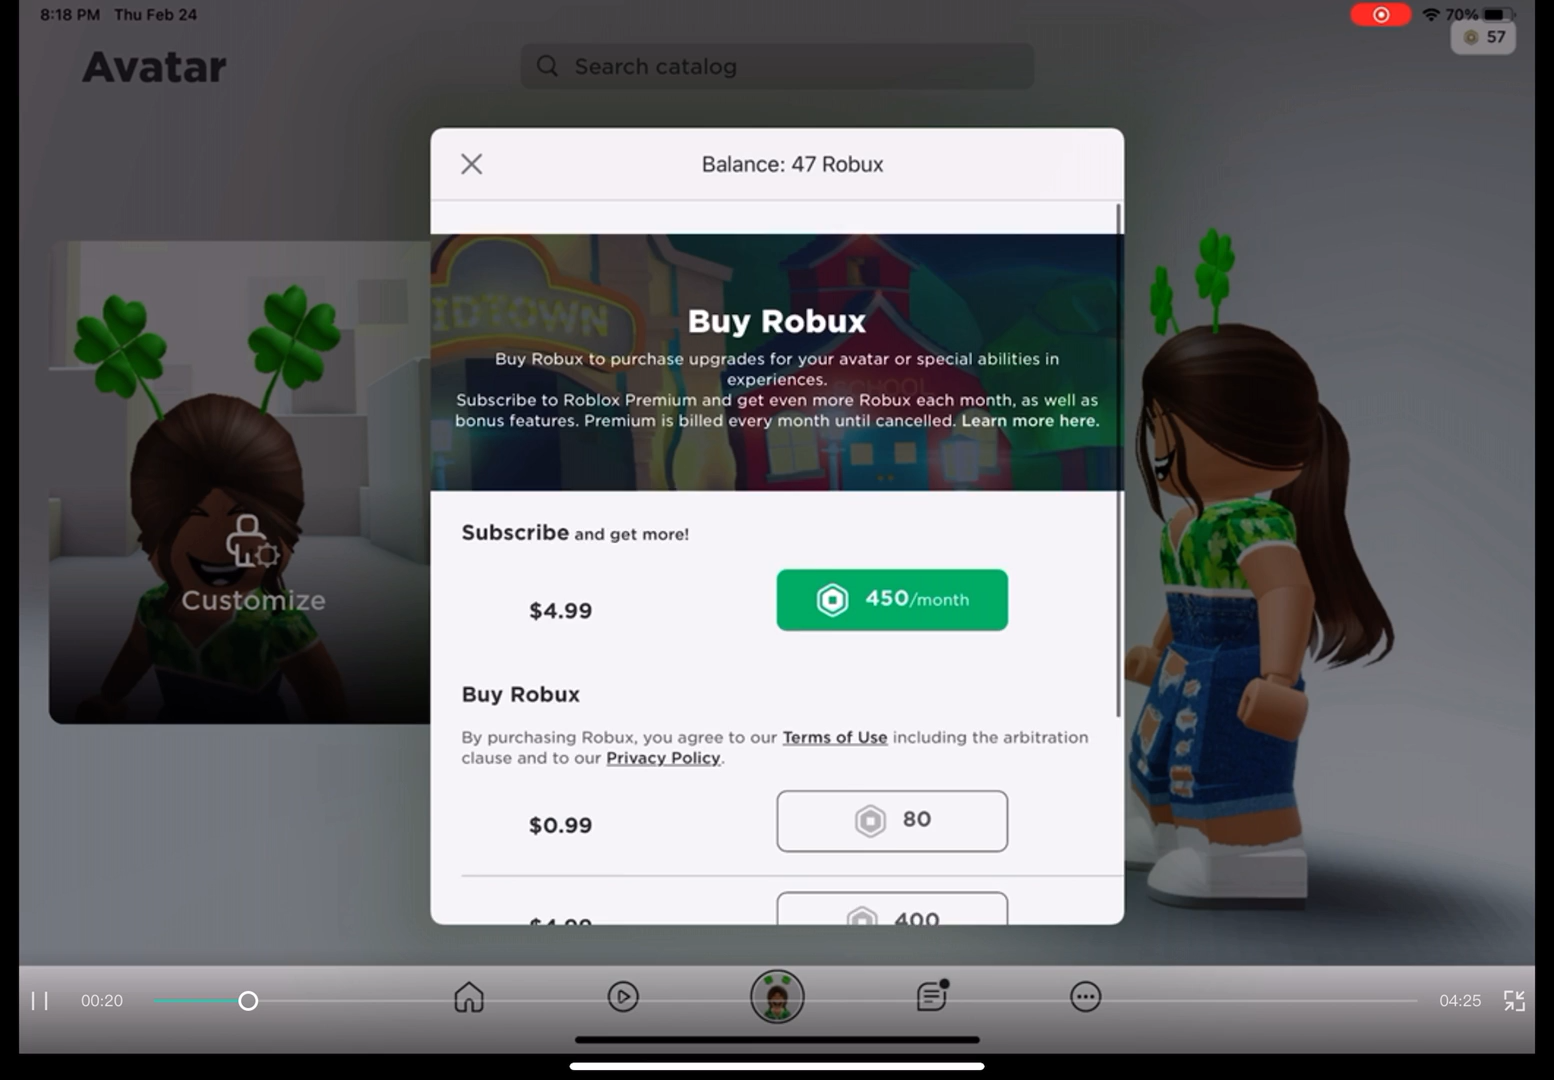 8:18 PM Thu Feb 24
70%
57
Avatar
Search catalog
Balance: 47 Robux
IDTOWN
SCHOOL
Buy Robux
Buy Robux to purchase upgrades for your avatar or special abilities in
experiences.
Subscribe to Roblox Premium and get even more Robux each month, as well as
bonus features. Premium is billed every month until cancelled. Learn more here.
Subscribe and get more!
$4.99
450/month
Customize
Buy Robux
By purchasing Robux, you agree to our Terms of Use including the arbitration
clause and to our Privacy Policy.
$0.99
80
$4.99
400
00:20
04:25